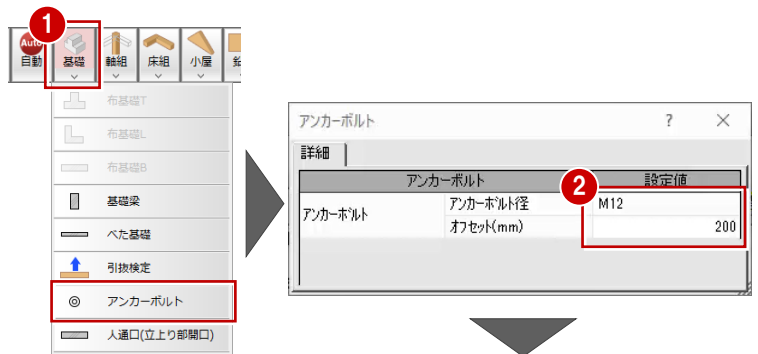 1
Auto
自動
基礎
軸組
床組
小屋
布基礎T
布基礎L
布基礎B
基礎梁
べた基礎
引抜検定
アンカーボルト
人通口(立上り部開口)
アンカーボルト
?
詳細
アンカーボルト 設定値
2
アンカーボルト アンカーボルト径 M12
オフセット(mm) 200